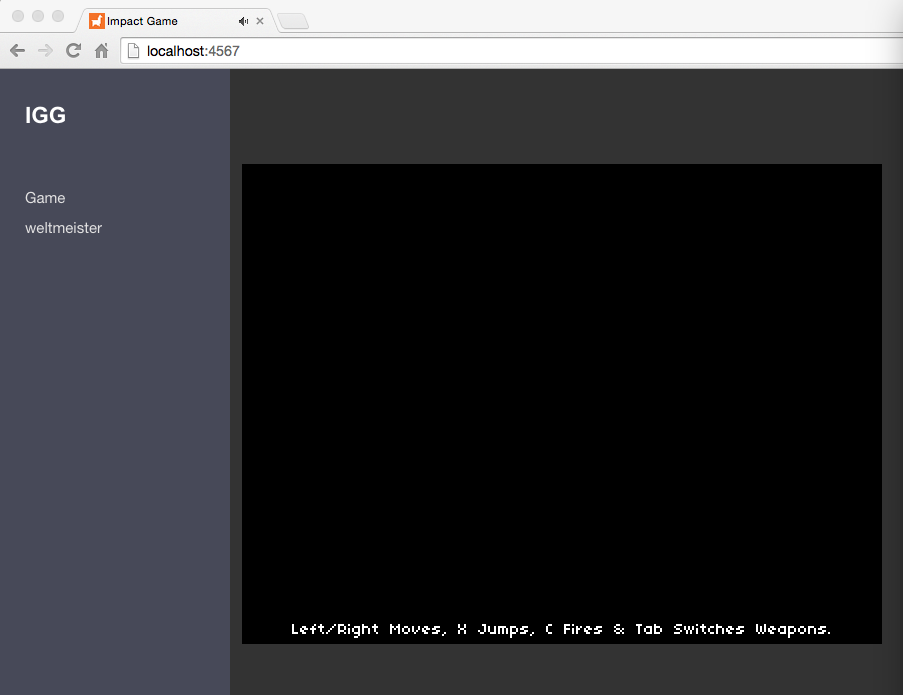 Impact Game
localhost:4567
IGG
Game
weltmeister
Left/Right Moves, X Jumps, C Fires & Tab Switches Weapons.